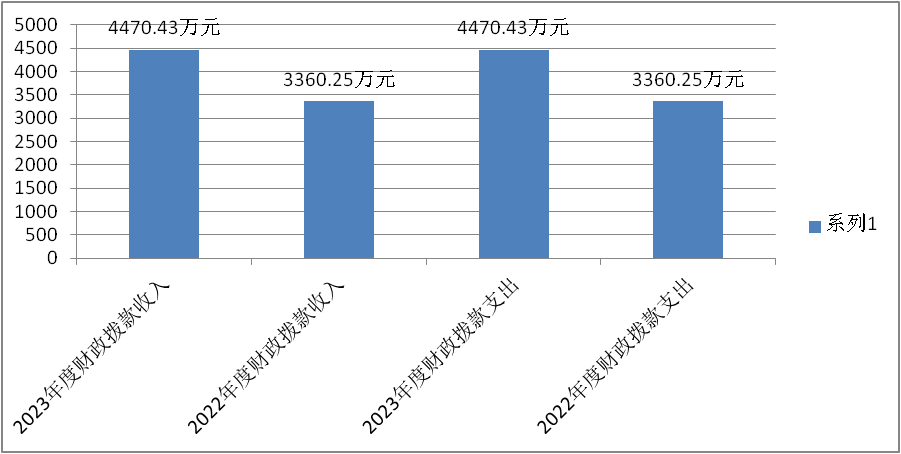 4470.43万元
3360.25万元
4470.43万元
3360.25万元
5000
4500
4000
3500
3000
2500
2000
1500
1000
500
0
2023年度财政拨款收入
2022年度财政拨款收入
2023年度财政拨款支出
2022年度财政拨款支出
系列1